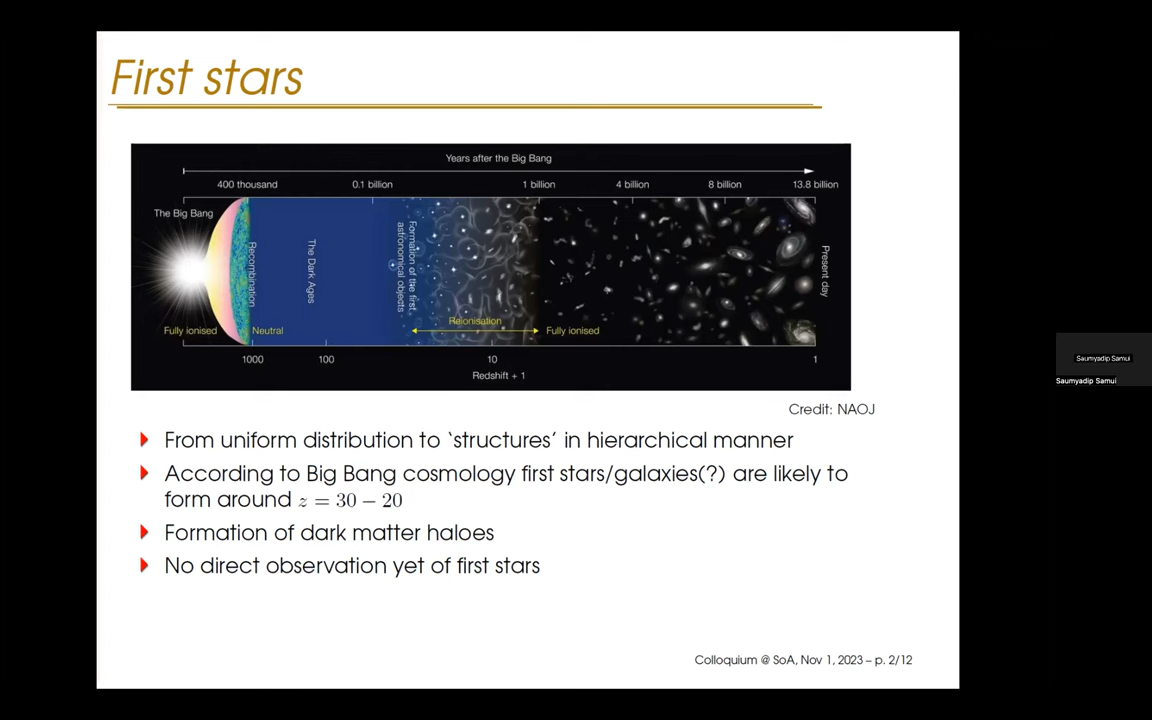 First stars
Years after the Big Bang
400 thousand 0.1 billion 1 billion 4 billion 8 billion 13.8 billion
The Big Bang
Recombination
The Dark Ages
Formation of the first
astronomical objects
Present day
Reionisation
Fully ionised Neutral Fully ionised
1000 100 10 1
Redshift + 1
Credit: NAOJ
From uniform distribution to ‘structures’ in hierarchical manner
According to Big Bang cosmology first stars/galaxies(?) are likely to
form around z = 30 − 20
Formation of dark matter haloes
No direct observation yet of first stars
Colloquium @ SoA, Nov 1, 2023 – p. 2/12
Saumyadip Samui
Saumyadip Samui